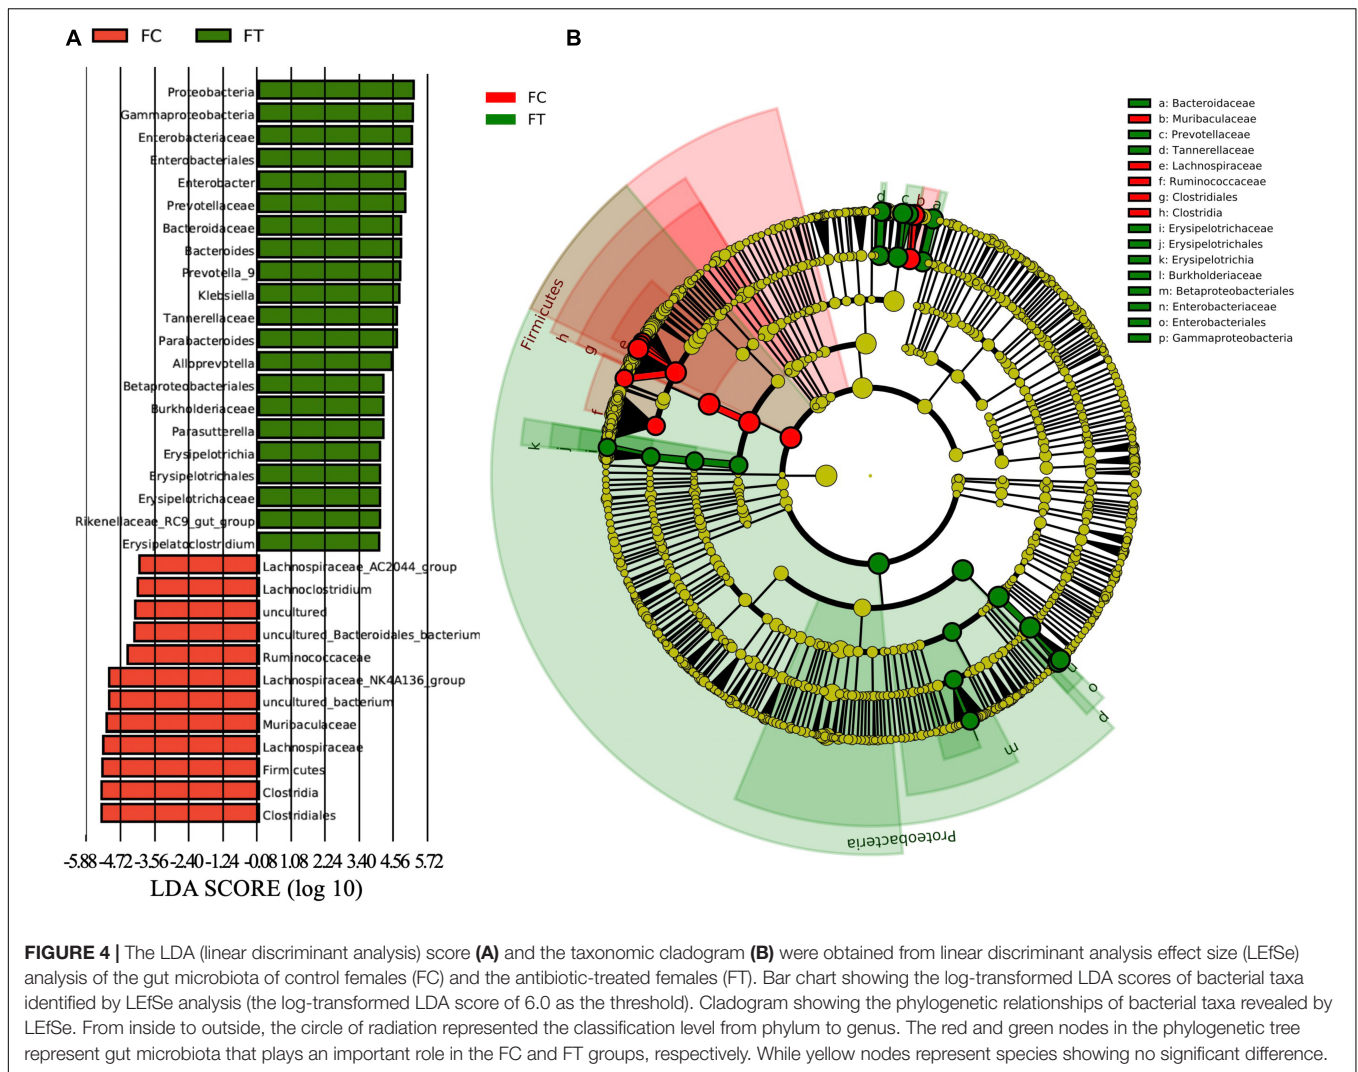 A
FC
FT
Proteobacteria
Gammaproteobacteria
Enterobacteriaceae
Enterobacteriales
Enterobacter
Prevotellaceae
Bacteroidaceae
Bacteroides
Prevotella_9
Klebsiella
Tannerellaceae
Parabacteroides
Alloprevotella
Betaproteobacteriales
Burkholderiaceae
Parasutterella
Erysipelotrichia
Erysipelotrichales
Erysipelotrichaceae
Rikenellaceae_RC9_gut_group
Erysipelatoclostridium
Lachnospiraceae_AC2044_group
Lachnoclostridium
uncultured
uncultured_Bacteroidales_bacterium
Ruminococcaceae
Lachnospiraceae_NK4A136_group
uncultured_bacterium
Muribaculaceae
Lachnospiraceae
Firmicutes
Clostridia
Clostridiales
-5.88 -4.72 -3.56 -2.40 -1.24 -0.08 1.08 2.24 3.40 4.56 5.72
LDA SCORE (log 10)
B
FC
FT
d c b a
Firmicutes
h
g
e
f
k
j
l
m
n
o
p
Proteobacteria
a: Bacteroidaceae
b: Muribaculaceae
c: Prevotellaceae
d: Tannerellaceae
e: Lachnospiraceae
f: Ruminococcaceae
g: Clostridiales
h: Clostridia
i: Erysipelotrichaceae
j: Erysipelotrichales
k: Erysipelotrichia
l: Burkholderiaceae
m: Betaproteobacteriales
n: Enterobacteriaceae
o: Enterobacteriales
p: Gammaproteobacteria
FIGURE 4 | The LDA (linear discriminant analysis) score (A) and the taxonomic cladogram (B) were obtained from linear discriminant analysis effect size (LEfSe)
analysis of the gut microbiota of control females (FC) and the antibiotic-treated females (FT). Bar chart showing the log-transformed LDA scores of bacterial taxa
identified by LEfSe analysis (the log-transformed LDA score of 6.0 as the threshold). Cladogram showing the phylogenetic relationships of bacterial taxa revealed by
LEfSe. From inside to outside, the circle of radiation represented the classification level from phylum to genus. The red and green nodes in the phylogenetic tree
represent gut microbiota that plays an important role in the FC and FT groups, respectively. While yellow nodes represent species showing no significant difference.